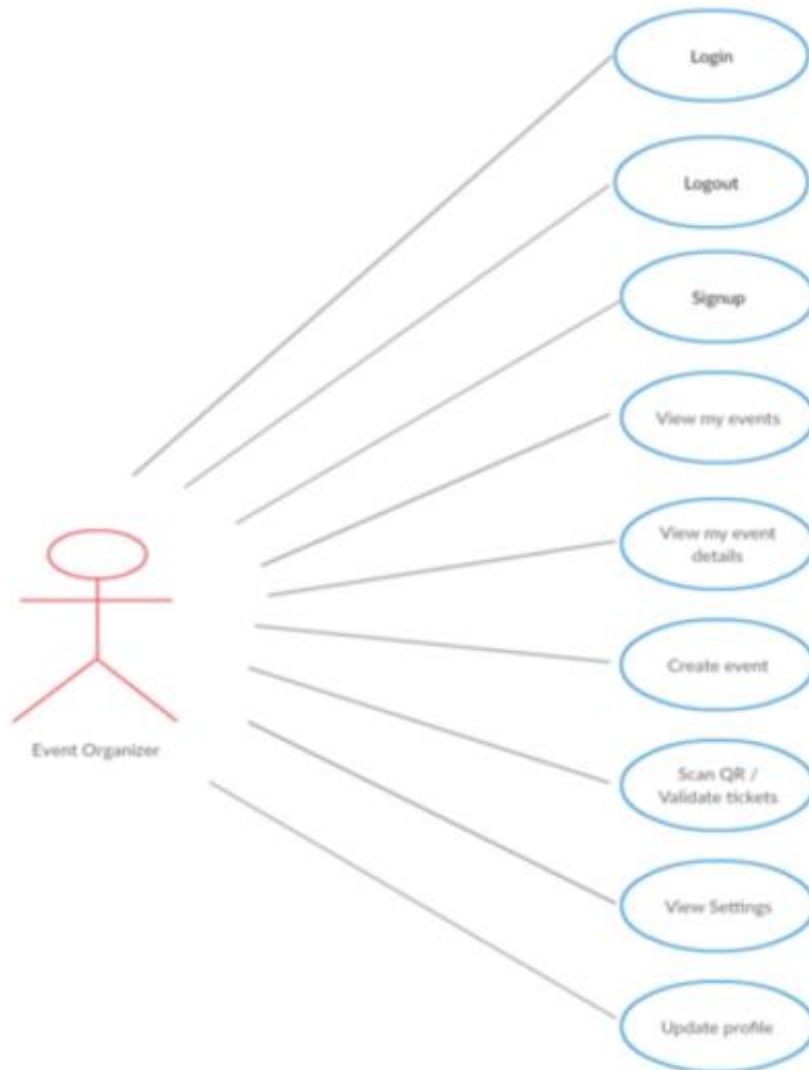 Login
Logout
Signup
View my events
View my event
details
Create event
Event Organizer
Scan QR /
Validate tickets
View Settings
Update profile